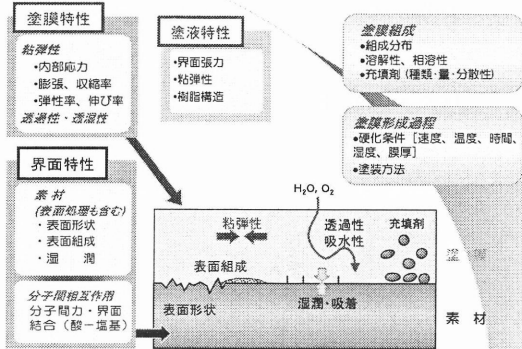 塗膜特性
粘弾性
・内部応力
・膨張、収縮率
・弾性率、伸び率
透過性・透湿性
塗液特性
・界面張力
・粘弾性
・樹脂構造
塗膜組成
●組成分布
●溶解性、相溶性
●充填剤(種類・量・分散性)
塗膜形成過程
●硬化条件[速度、温度、時間、
湿度、膜厚]
●塗装方法
界面特性
素材
(表面処理も含む)
・表面形状
・表面組成
・湿 潤
分子間相互作用
分子間力・界面
結合(酸ー塩基)
H₂O, O₂
粘弾性
透過性
吸水性
充填剤
表面組成
表面形状
湿潤・吸着
素 材